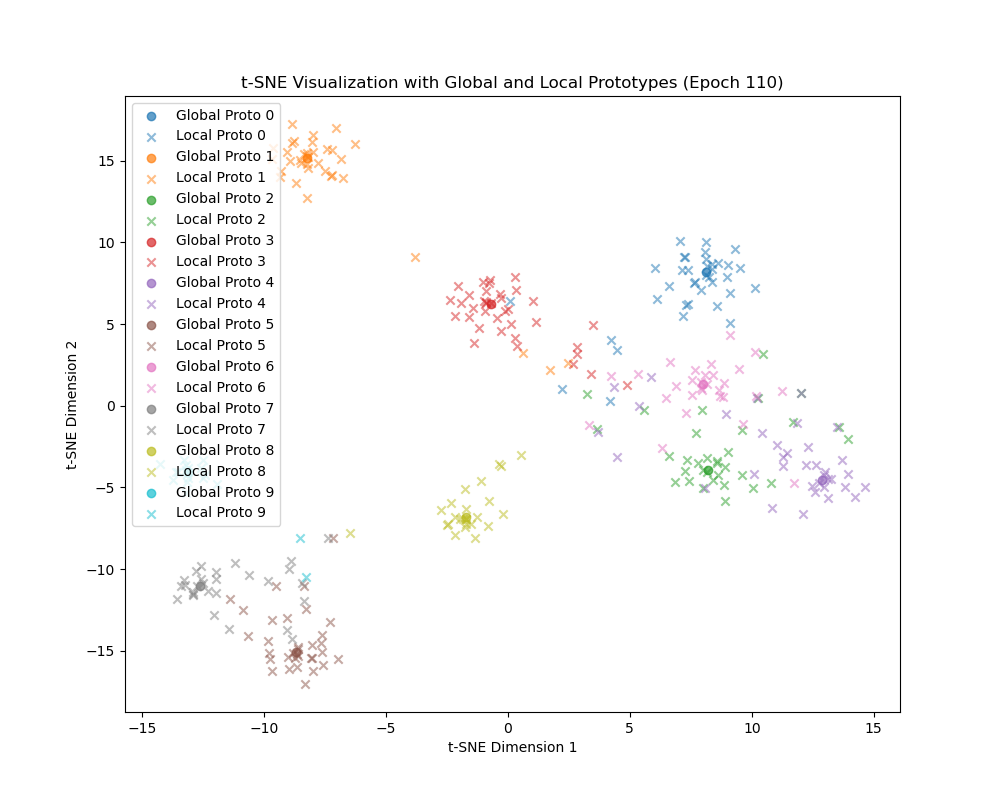 t-SNE Visualization with Global and Local Prototypes (Epoch 110)
Global Proto 0
Local Proto 0
Global Proto 1
Local Proto 1
Global Proto 2
Local Proto 2
Global Proto 3
Local Proto 3
Global Proto 4
Local Proto 4
Global Proto 5
Local Proto 5
Global Proto 6
Local Proto 6
Global Proto 7
Local Proto 7
Global Proto 8
Local Proto 8
Global Proto 9
Local Proto 9
15
10
5
0
−5
−10
−15
t-SNE Dimension 2
−15
−10
−5
0
5
10
15
t-SNE Dimension 1